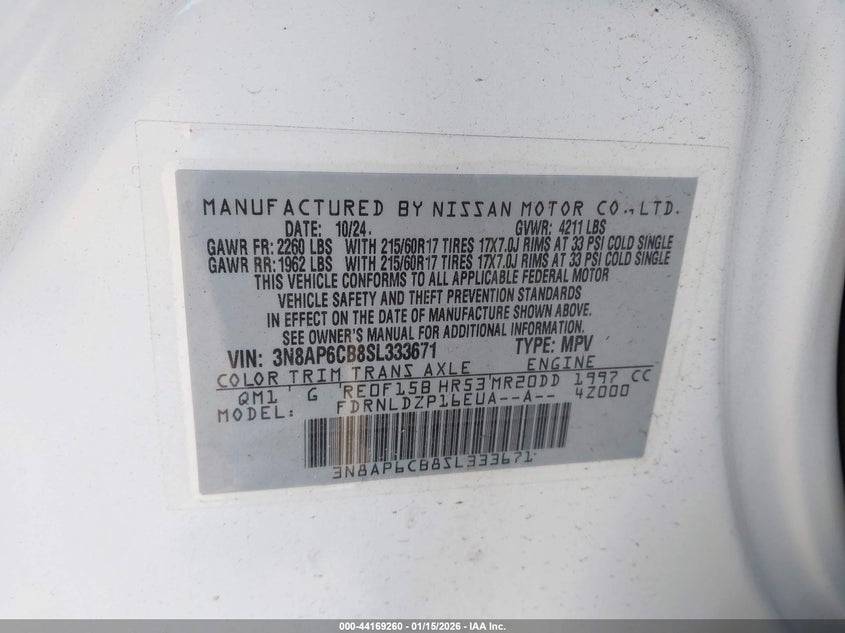 MANUFACTURED BY NISSAN MOTOR CO., LTD.
DATE: 10/24. GVWR: 4211 LBS
GAWR FR: 2260 LBS WITH 215/60R17 TIRES 17X7.0J RIMS AT 33 PSI COLD SINGLE
GAWR RR: 1962 LBS WITH 215/60R17 TIRES 17X7.0J RIMS AT 33 PSI COLD SINGLE
THIS VEHICLE CONFORMS TO ALL APPLICABLE FEDERAL MOTOR
VEHICLE SAFETY AND THEFT PREVENTION STANDARDS
IN EFFECT ON THE DATE OF MANUFACTURE SHOWN ABOVE.
SEE OWNER'S MANUAL FOR ADDITIONAL INFORMATION.
VIN: 3N8AP6CB8SL333671 TYPE: MPV
COLOR TRIM TRANS AXLE ENGINE
QM1 G RE0F15B HR53 MR20DD 1997 CC
MODEL: FDRNLDZP16EUA--A-- 4Z000
3N8AP6CB8SL333671
000-44169260 - 01/15/2026 - IAA Inc.